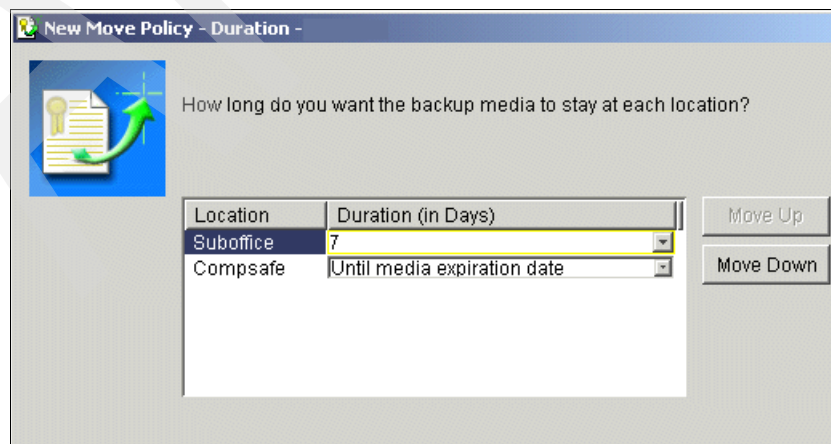 New Move Policy - Duration -
How long do you want the backup media to stay at each location?
Location Duration (in Days)
Suboffice 7
Compsafe Until media expiration date
Move Up
Move Down